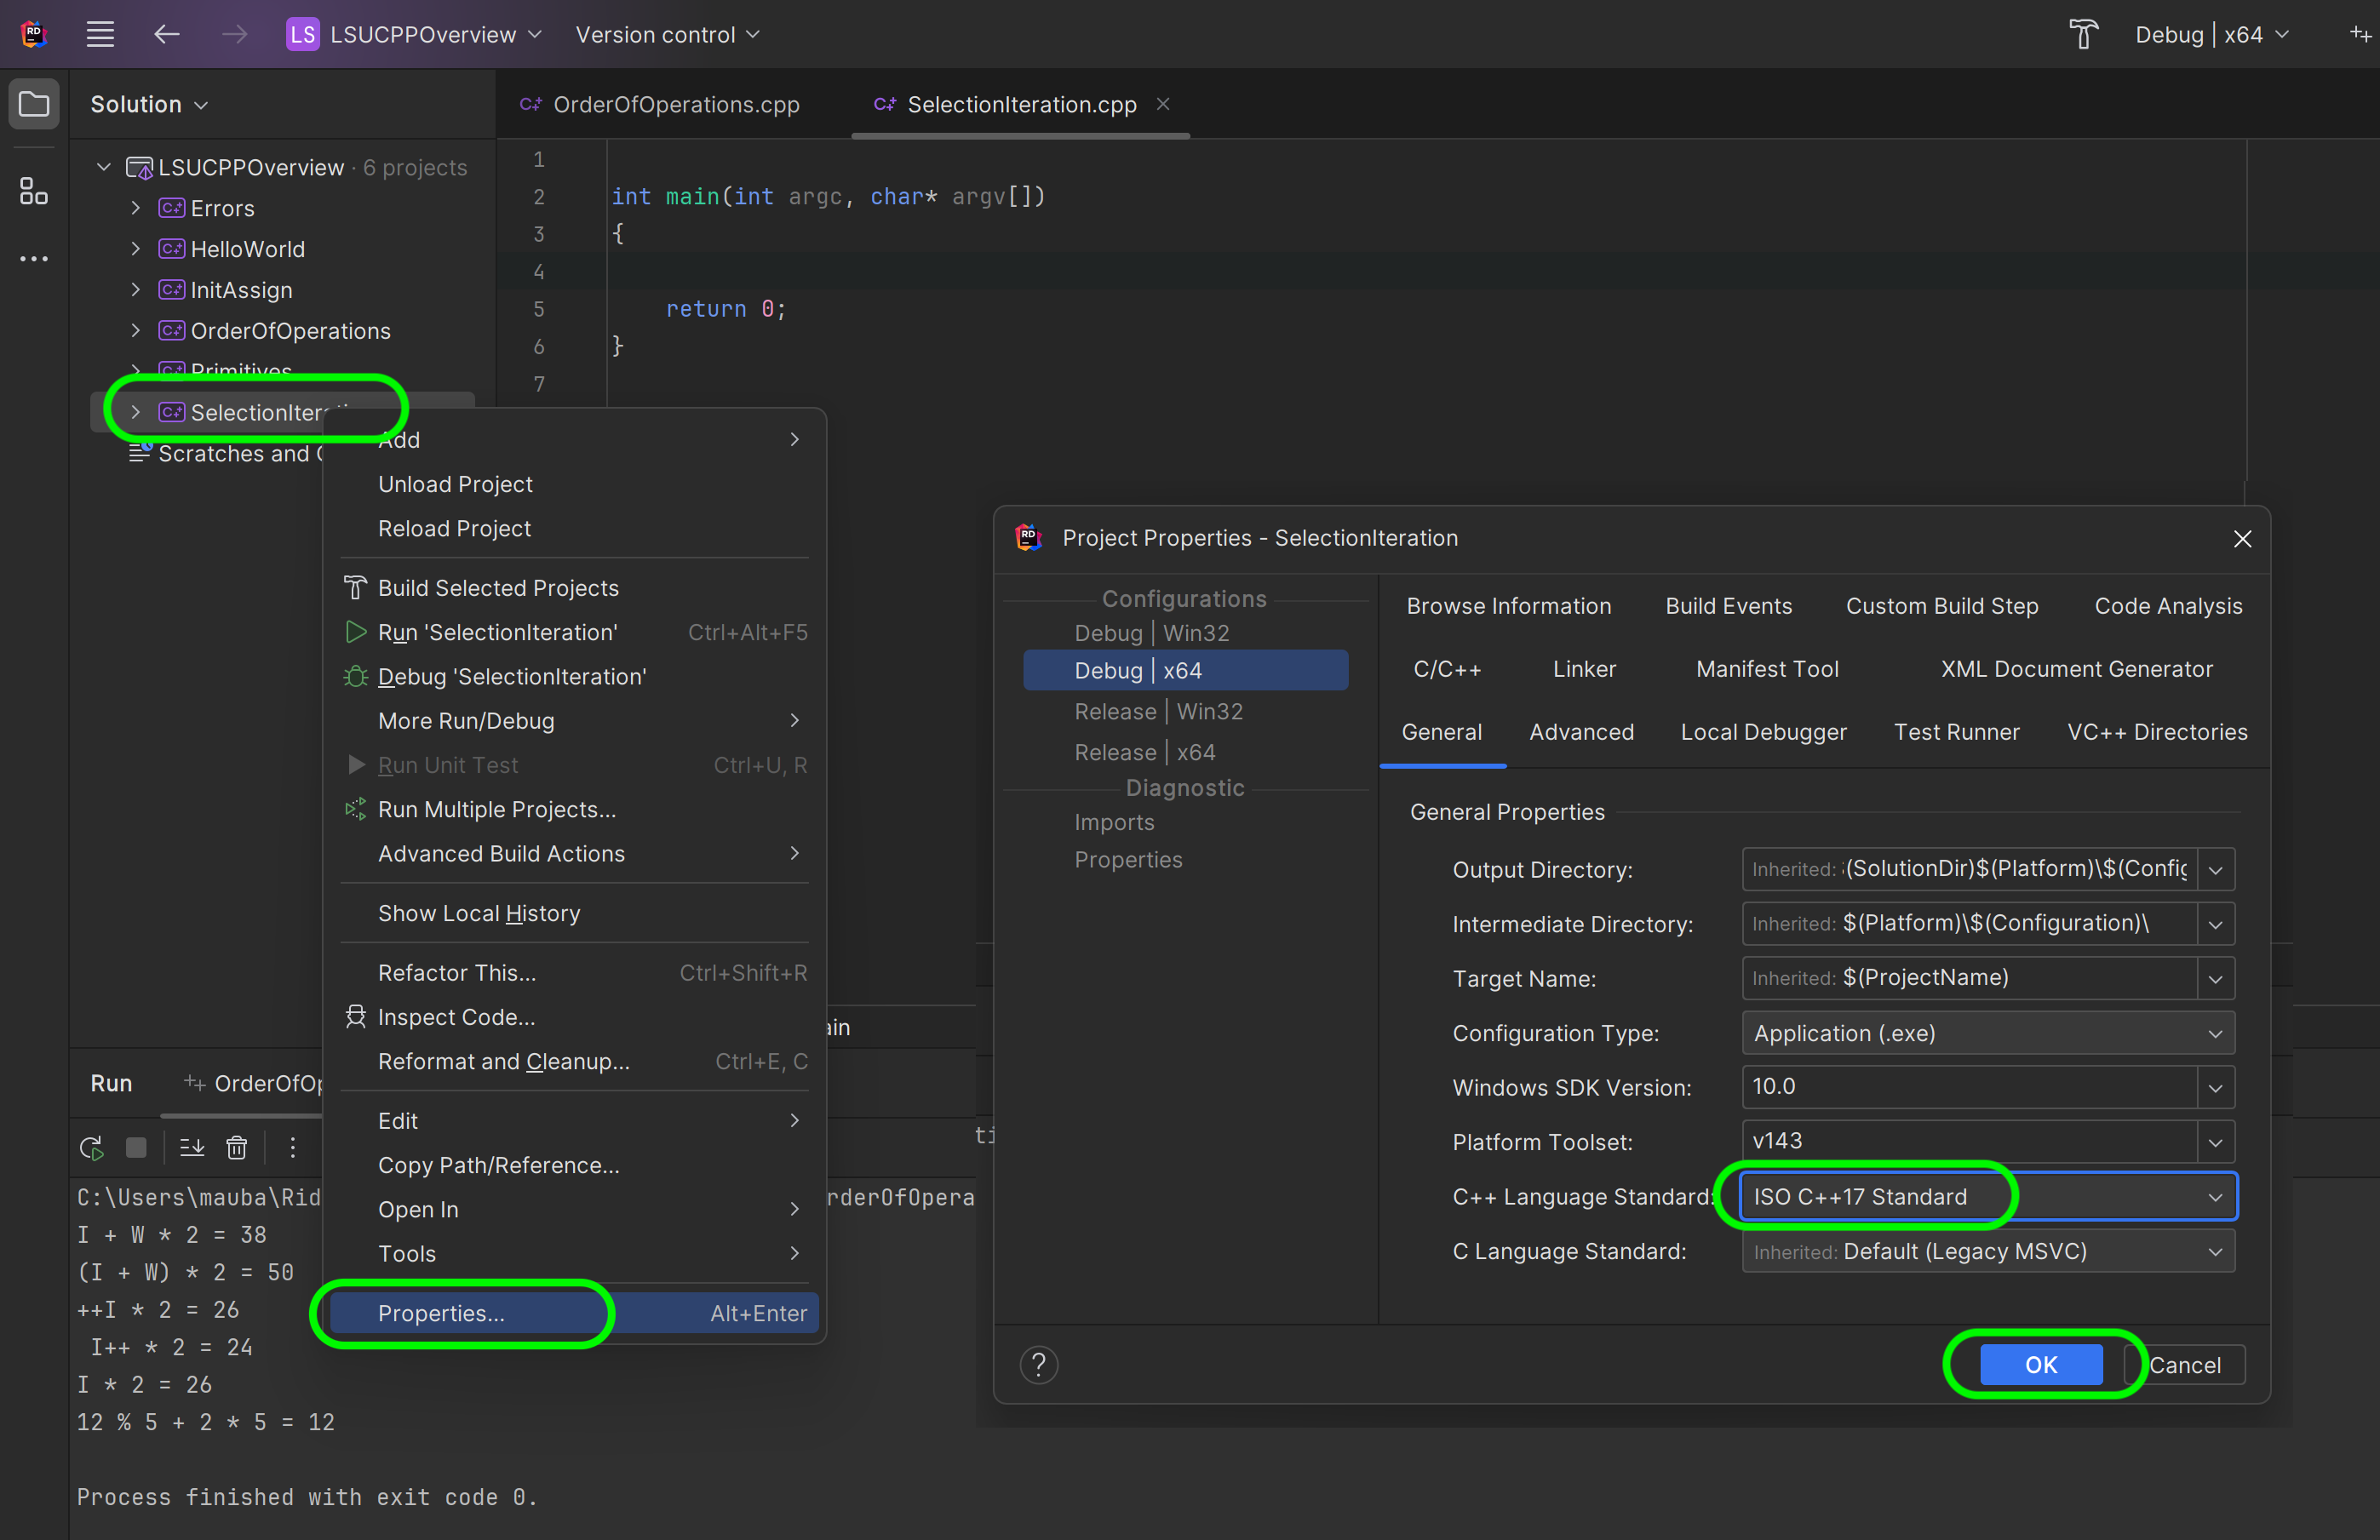 LS LSUCPPOverview Version control Debug | x64
Solution
OrderOfOperations.cpp SelectionIteration.cpp
LSUCPPOverview · 6 projects
Errors
HelloWorld
InitAssign
OrderOfOperations
Primitives
SelectionIterati
Scratches and C
1
2 int main(int argc, char* argv[])
3 {
4
5 return 0;
6 }
7
Add
Unload Project
Reload Project
Build Selected Projects
Run 'SelectionIteration' Ctrl+Alt+F5
Debug 'SelectionIteration'
More Run/Debug
Run Unit Test Ctrl+U, R
Run Multiple Projects...
Advanced Build Actions
Show Local History
Refactor This... Ctrl+Shift+R
Inspect Code...
Reformat and Cleanup... Ctrl+E, C
Edit
Copy Path/Reference...
Open In
Tools
Properties... Alt+Enter
Project Properties - SelectionIteration
Configurations
Debug | Win32
Debug | x64
Release | Win32
Release | x64
Diagnostic
Imports
Properties
Browse Information Build Events Custom Build Step Code Analysis
C/C++ Linker Manifest Tool XML Document Generator
General Advanced Local Debugger Test Runner VC++ Directories
General Properties
Output Directory: Inherited: (SolutionDir)$(Platform)\$(Config
Intermediate Directory: Inherited: $(Platform)\$(Configuration)\
Target Name: Inherited: $(ProjectName)
Configuration Type: Application (.exe)
Windows SDK Version: 10.0
Platform Toolset: v143
C++ Language Standard: ISO C++17 Standard
C Language Standard: Inherited: Default (Legacy MSVC)
? OK Cancel
Run OrderOfOp
C:\Users\mauba\Rid rderOfOpera
I + W * 2 = 38
(I + W) * 2 = 50
++I * 2 = 26
I++ * 2 = 24
I * 2 = 26
12 % 5 + 2 * 5 = 12
Process finished with exit code 0.